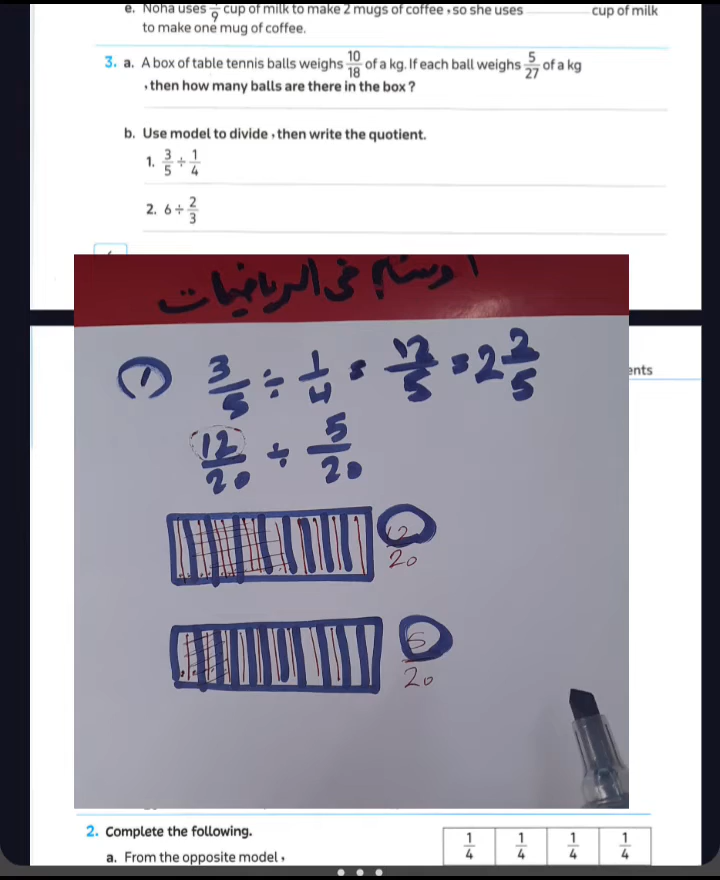 e. Noha uses 1/9 cup of milk to make 2 mugs of coffee , so she uses ________ cup of milk
to make one mug of coffee.
3. a. A box of table tennis balls weighs 10/18 of a kg. If each ball weighs 5/27 of a kg
, then how many balls are there in the box ?
b. Use model to divide , then write the quotient.
1. 3/5 ÷ 1/4
2. 6 ÷ 2/3
فى الرياضيات
1 3/5 ÷ 1/4 = 12/5 = 2 2/5
12/20 ÷ 5/20
12/20
5/20
ents
2. Complete the following.
a. From the opposite model ,
1/4 1/4 1/4 1/4